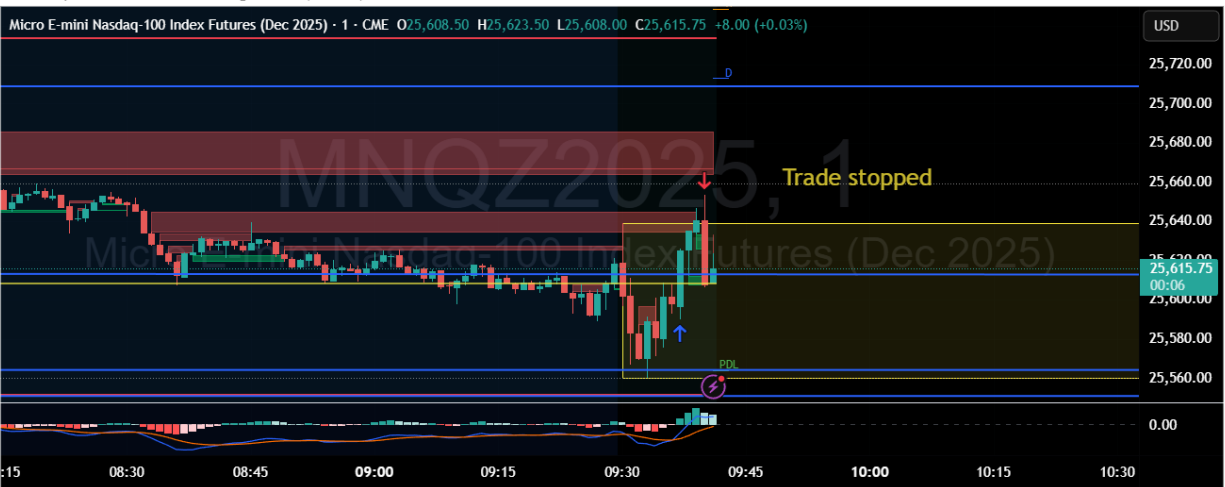 Micro E-mini Nasdaq-100 Index Futures (Dec 2025) · 1 · CME O25,608.50 H25,623.50 L25,608.00 C25,615.75 +8.00 (+0.03%)
USD
D
25,720.00
25,700.00
25,680.00
MNQZ2025, 1
Trade stopped
25,660.00
25,640.00
Micro E-mini Nasdaq-100 Index Futures (Dec 2025)
25,620.00
25,615.75
00:06
25,600.00
25,580.00
PDL
25,560.00
0.00
:15 08:30 08:45 09:00 09:15 09:30 09:45 10:00 10:15 10:30